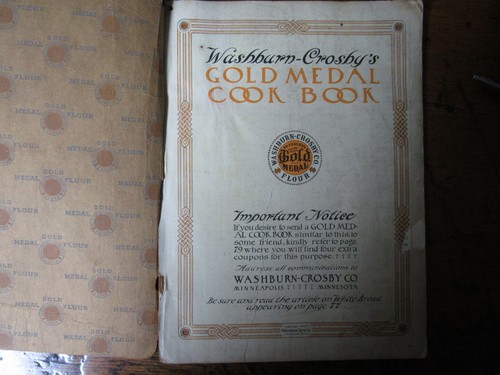 Washburn-Crosby's
GOLD MEDAL
COOK BOOK
WASHBURN-CROSBY CO.
Gold
MEDAL
FLOUR
Important Notice
If you desire to send a GOLD MED-
AL COOK BOOK similar to this to
some friend, kindly refer to page
79 where you will find four extra
coupons for this purpose.
Address all communications to
WASHBURN-CROSBY CO
MINNEAPOLIS MINNESOTA
Be sure and read the article on White Bread
appearing on page 77
GOLD
MEDAL
FLOUR